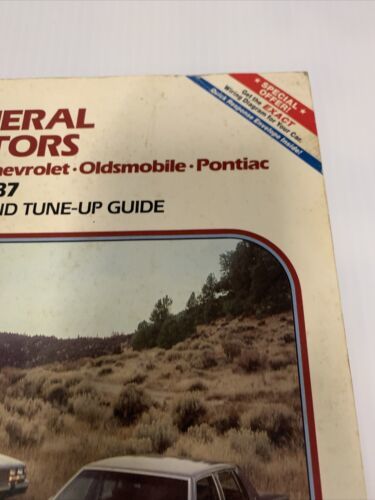 NERAL
TORS
hevrolet · Oldsmobile · Pontiac
87
ND TUNE-UP GUIDE
SPECIAL
OFFER!
Get the EXACT
Wiring Diagram for Your Car.
Quick Response Envelope Inside!